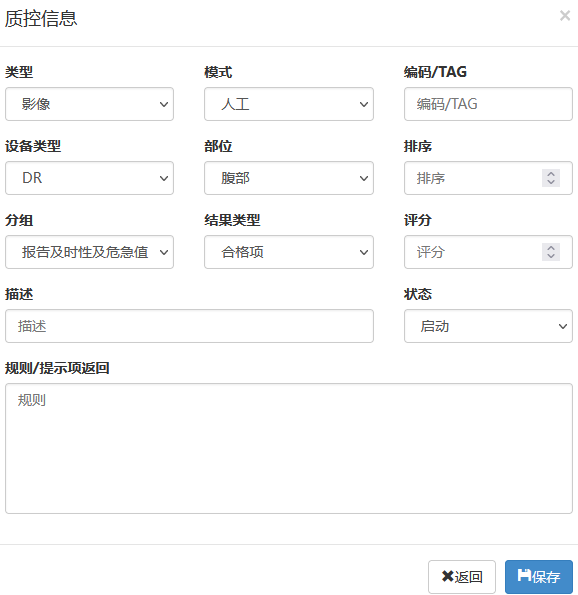 质控信息 ×
类型 模式 编码/TAG
影像 人工 编码/TAG
设备类型 部位 排序
DR 腹部 排序
分组 结果类型 评分
报告及时性及危急值 合格项 评分
描述 状态
描述 启动
规则/提示项返回
规则
返回 保存